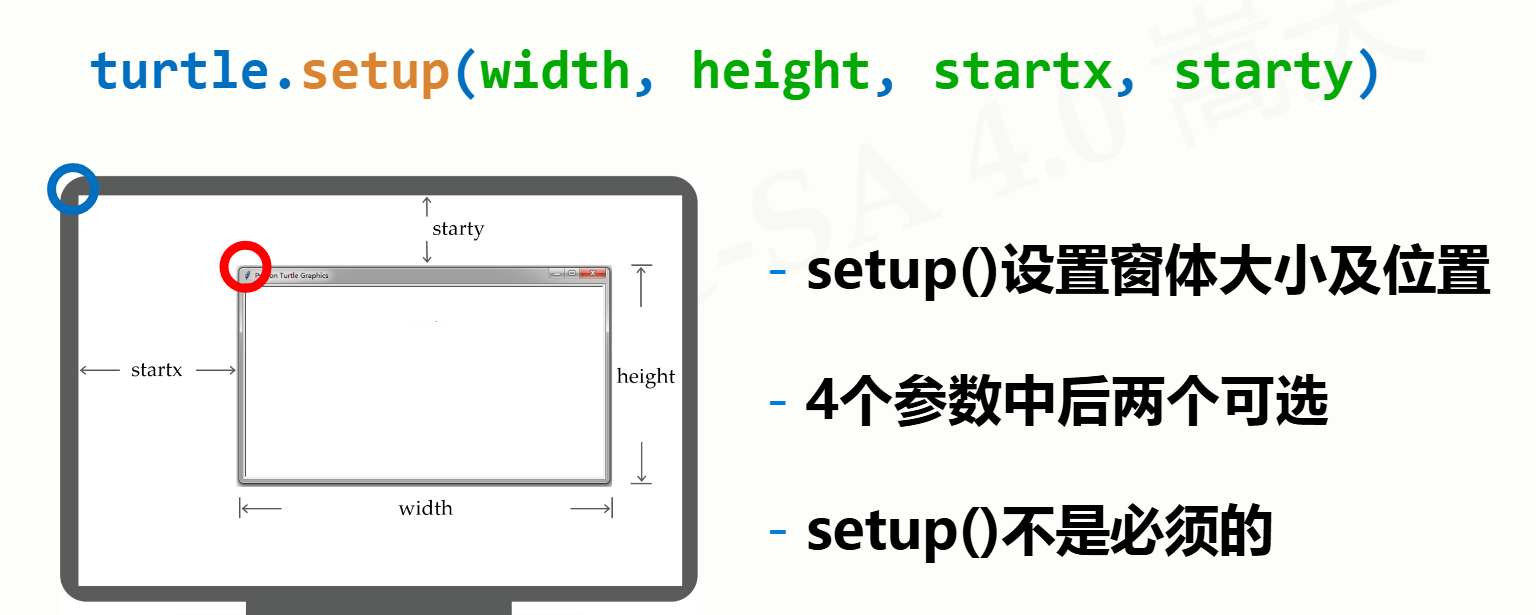 turtle.setup(width, height, startx, starty)
-SA 4.0 嵩天
starty
Python Turtle Graphics
startx
height
width
- setup()设置窗体大小及位置
- 4个参数中后两个可选
- setup()不是必须的